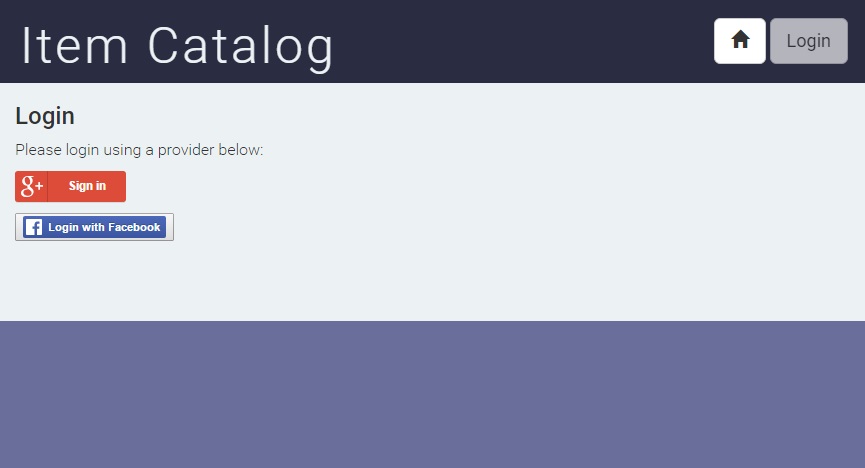 Item Catalog
Login
Login
Please login using a provider below:
g+ Sign in
f Login with Facebook